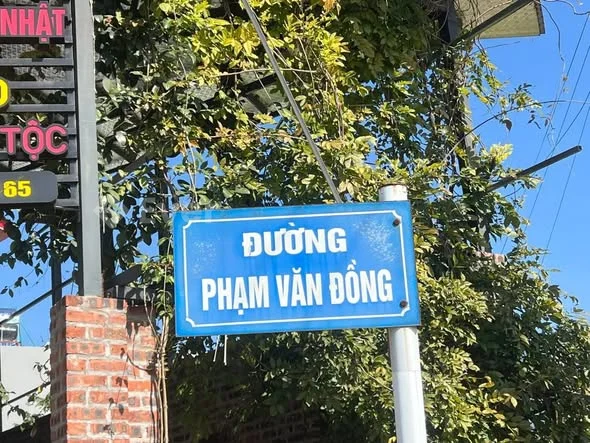 NHẬT
TỘC
65
ĐƯỜNG
PHẠM VĂN ĐỒNG